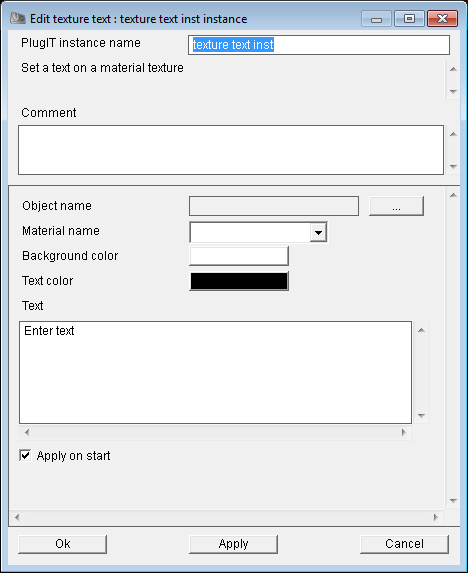 Edit texture text : texture text inst instance
PlugIT instance name
texture text inst
Set a text on a material texture
Comment
Object name
...
Material name
Background color
Text color
Text
Enter text
Apply on start
Ok
Apply
Cancel